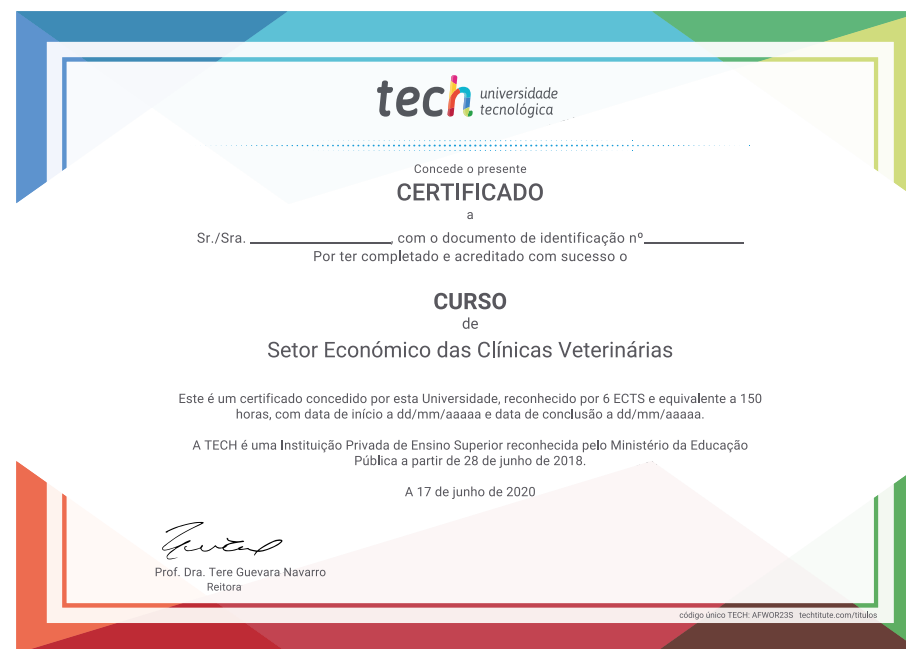 tech universidade
tecnológica
Concede o presente
CERTIFICADO
a
Sr./Sra. ____________________, com o documento de identificação nº______________
Por ter completado e acreditado com sucesso o
CURSO
de
Setor Económico das Clínicas Veterinárias
Este é um certificado concedido por esta Universidade, reconhecido por 6 ECTS e equivalente a 150
horas, com data de início a dd/mm/aaaaa e data de conclusão a dd/mm/aaaaa.
A TECH é uma Instituição Privada de Ensino Superior reconhecida pelo Ministério da Educação
Pública a partir de 28 de junho de 2018.
A 17 de junho de 2020
Prof. Dra. Tere Guevara Navarro
Reitora
código único TECH: AFWOR23S techtitute.com/titulos